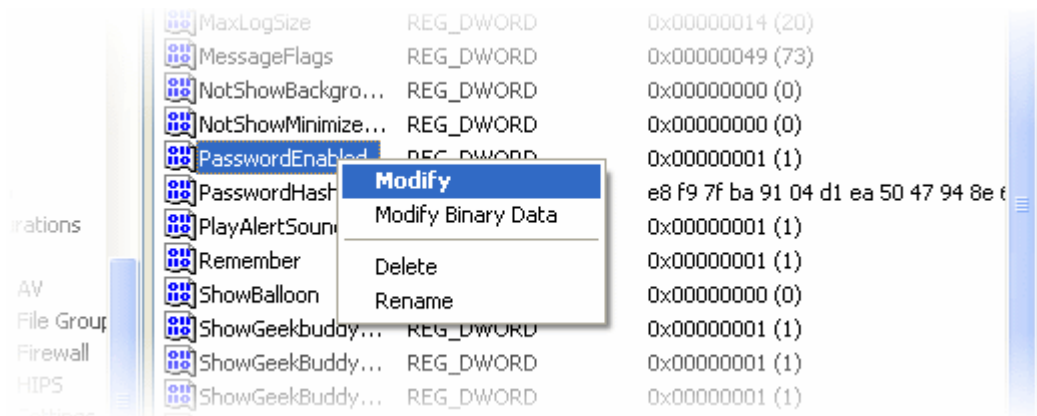 MaxLogSize REG_DWORD 0x00000014 (20)
MessageFlags REG_DWORD 0x00000049 (73)
NotShowBackgro... REG_DWORD 0x00000000 (0)
NotShowMinimize... REG_DWORD 0x00000000 (0)
PasswordEnabled REG_DWORD 0x00000001 (1)
PasswordHash e8 f9 7f ba 91 04 d1 ea 50 47 94 8e
PlayAlertSoun 0x00000001 (1)
Remember 0x00000001 (1)
ShowBalloon 0x00000000 (0)
ShowGeekbuddy... REG_DWORD 0x00000001 (1)
ShowGeekBuddy... REG_DWORD 0x00000001 (1)
ShowGeekBuddy... REG_DWORD 0x00000001 (1)
Modify
Modify Binary Data
Delete
Rename
rations
AV
File Group
Firewall
HIPS